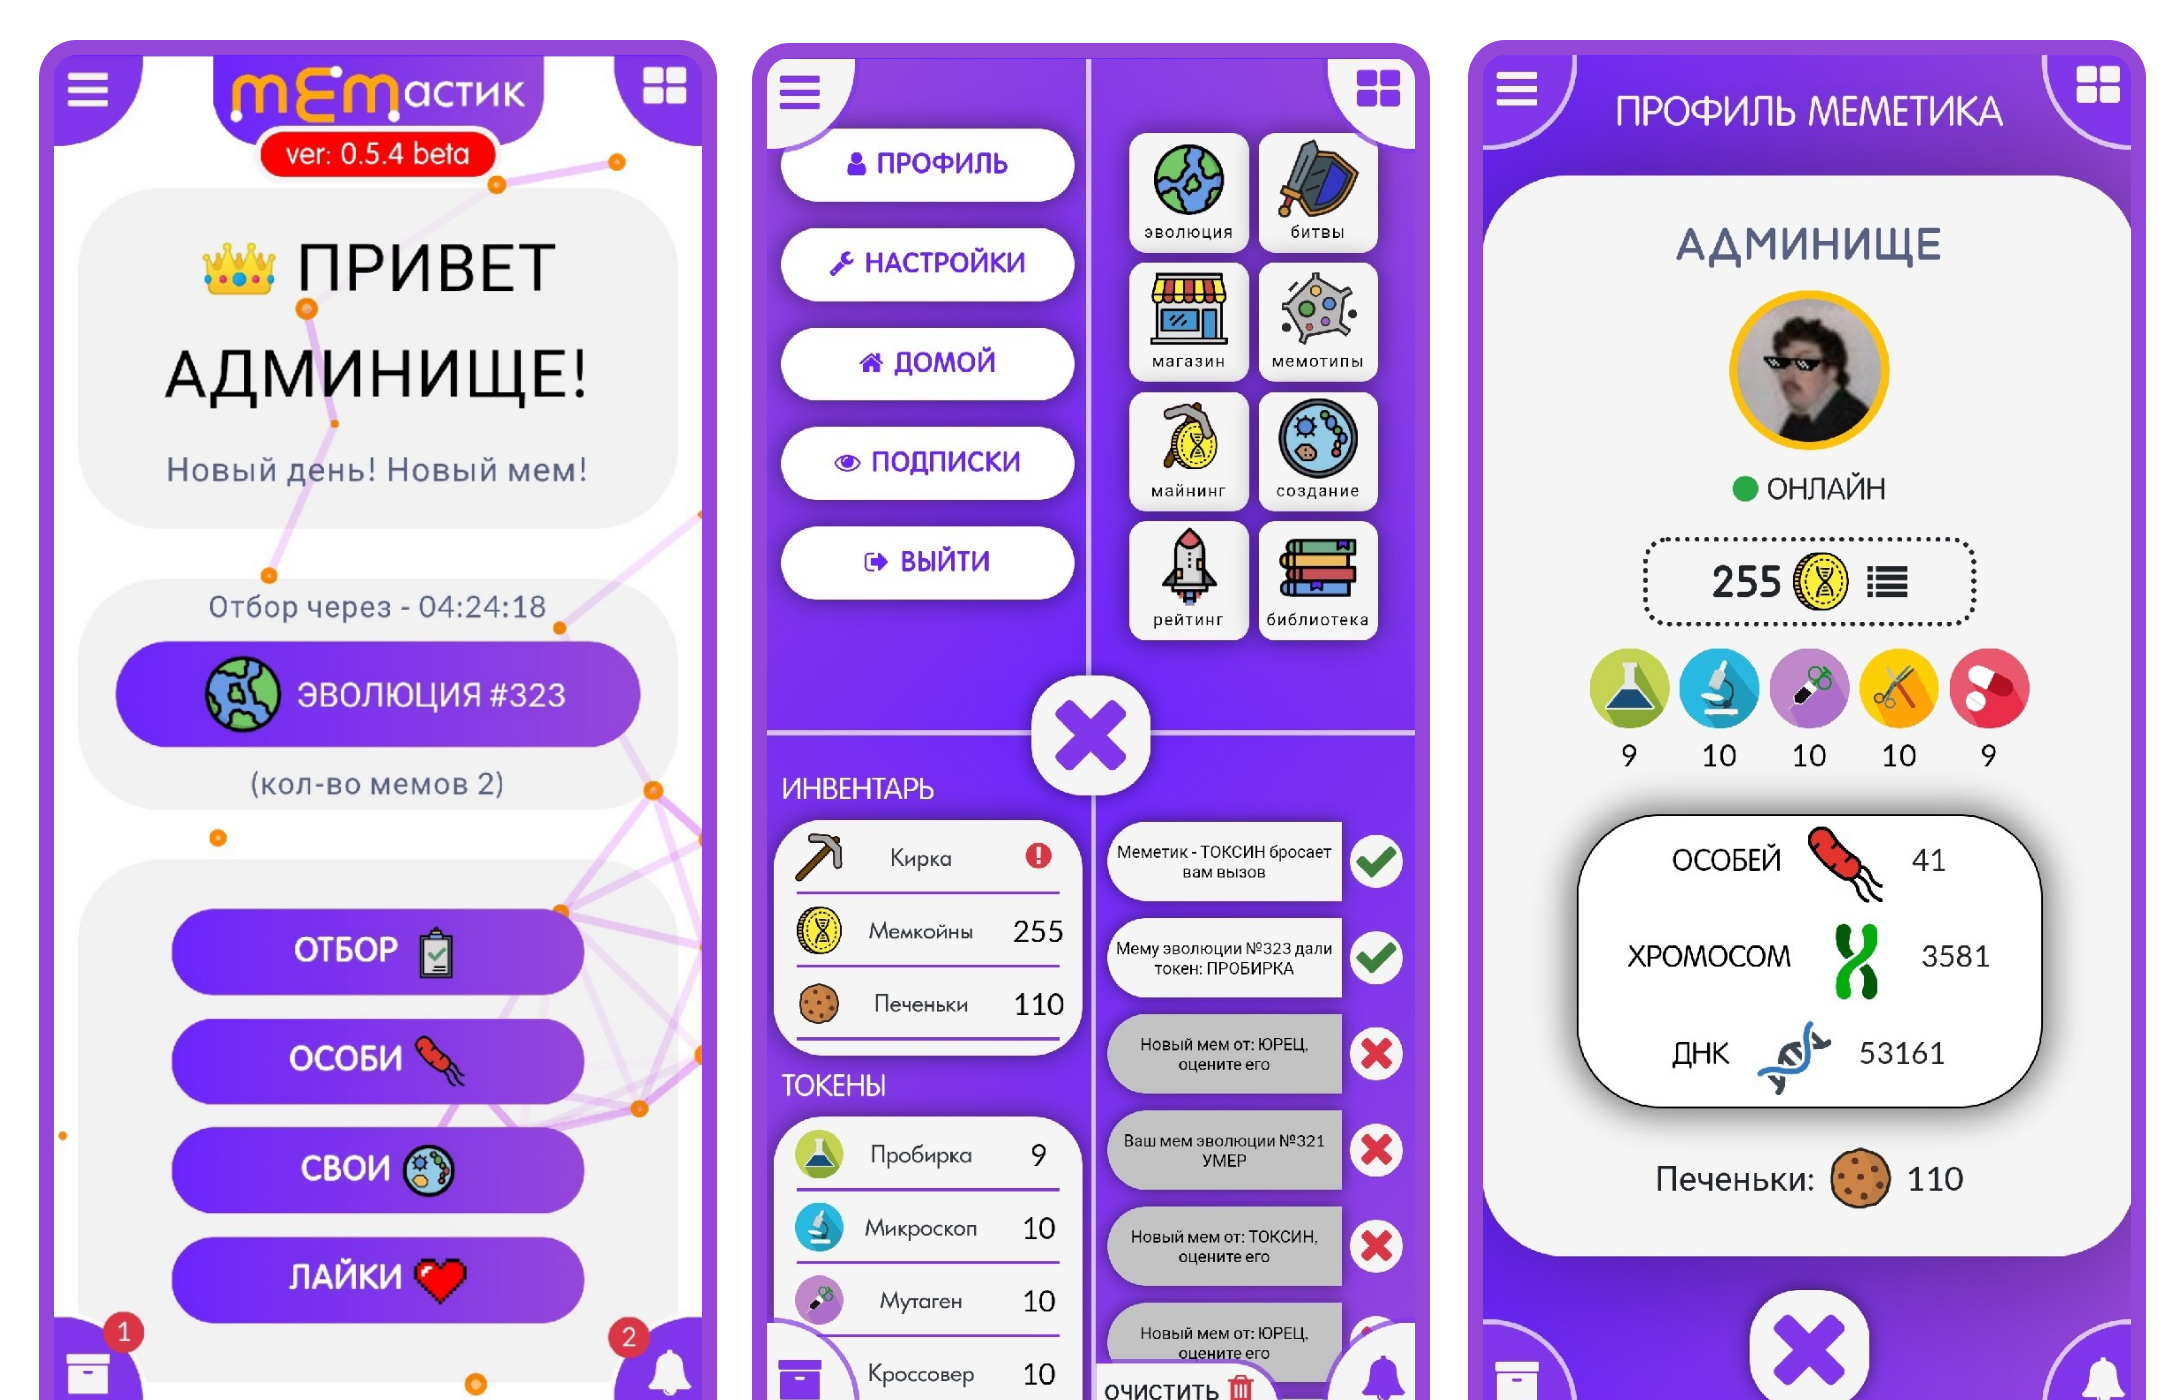 мемастик
ver: 0.5.4 beta
ПРИВЕТ
АДМИНИЩЕ!
Новый день! Новый мем!
Отбор через - 04:24:18
ЭВОЛЮЦИЯ #323
(кол-во мемов 2)
ОТБОР
ОСОБИ
СВОИ
ЛАЙКИ
1
2
ПРОФИЛЬ
НАСТРОЙКИ
ДОМОЙ
ПОДПИСКИ
ВЫЙТИ
эволюция
битвы
магазин
мемотипы
майнинг
создание
рейтинг
библиотека
ИНВЕНТАРЬ
Кирка
Мемкойны 255
Печеньки 110
ТОКЕНЫ
Пробирка 9
Микроскоп 10
Мутаген 10
Кроссовер 10
Меметик - ТОКСИН бросает
вам вызов
Мему эволюции №323 дали
токен: ПРОБИРКА
Новый мем от: ЮРЕЦ,
оцените его
Ваш мем эволюции №321
УМЕР
Новый мем от: ТОКСИН,
оцените его
Новый мем от: ЮРЕЦ,
оцените его
ОЧИСТИТЬ
ПРОФИЛЬ МЕМЕТИКА
АДМИНИЩЕ
ОНЛАЙН
255
9 10 10 10 9
ОСОБЕЙ 41
ХРОМОСОМ 3581
ДНК 53161
Печеньки: 110